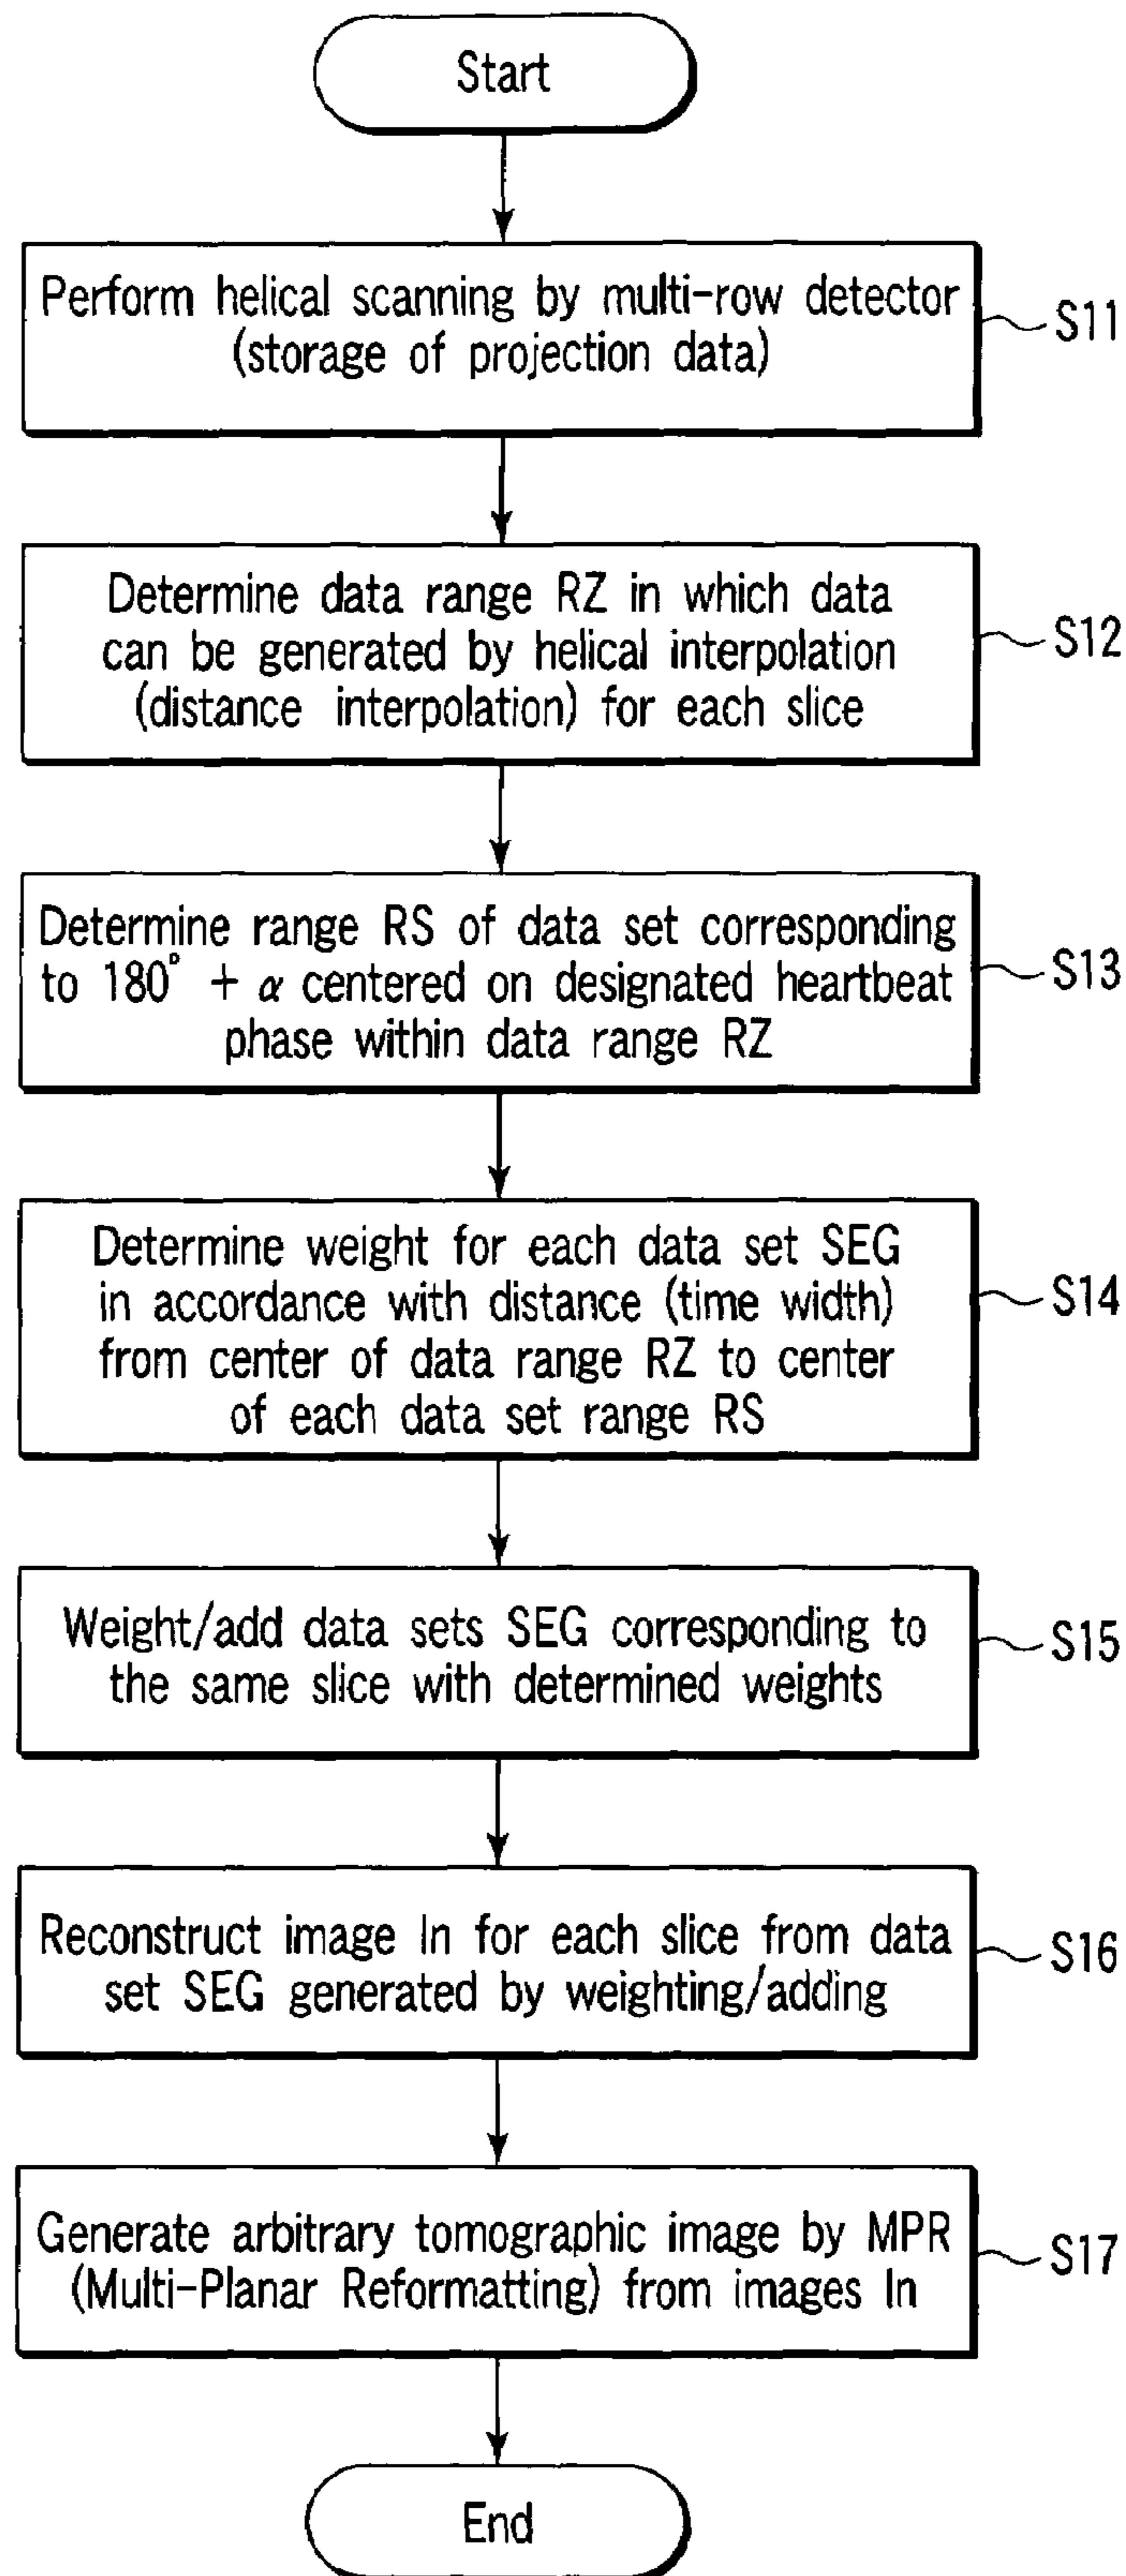 Start
Perform helical scanning by multi-row detector
(storage of projection data)
S11
Determine data range RZ in which data
can be generated by helical interpolation
(distance interpolation) for each slice
S12
Determine range RS of data set corresponding
to 180° + α centered on designated heartbeat
phase within data range RZ
S13
Determine weight for each data set SEG
in accordance with distance (time width)
from center of data range RZ to center
of each data set range RS
S14
Weight/add data sets SEG corresponding to
the same slice with determined weights
S15
Reconstruct image In for each slice from data
set SEG generated by weighting/adding
S16
Generate arbitrary tomographic image by MPR
(Multi-Planar Reformatting) from images In
S17
End